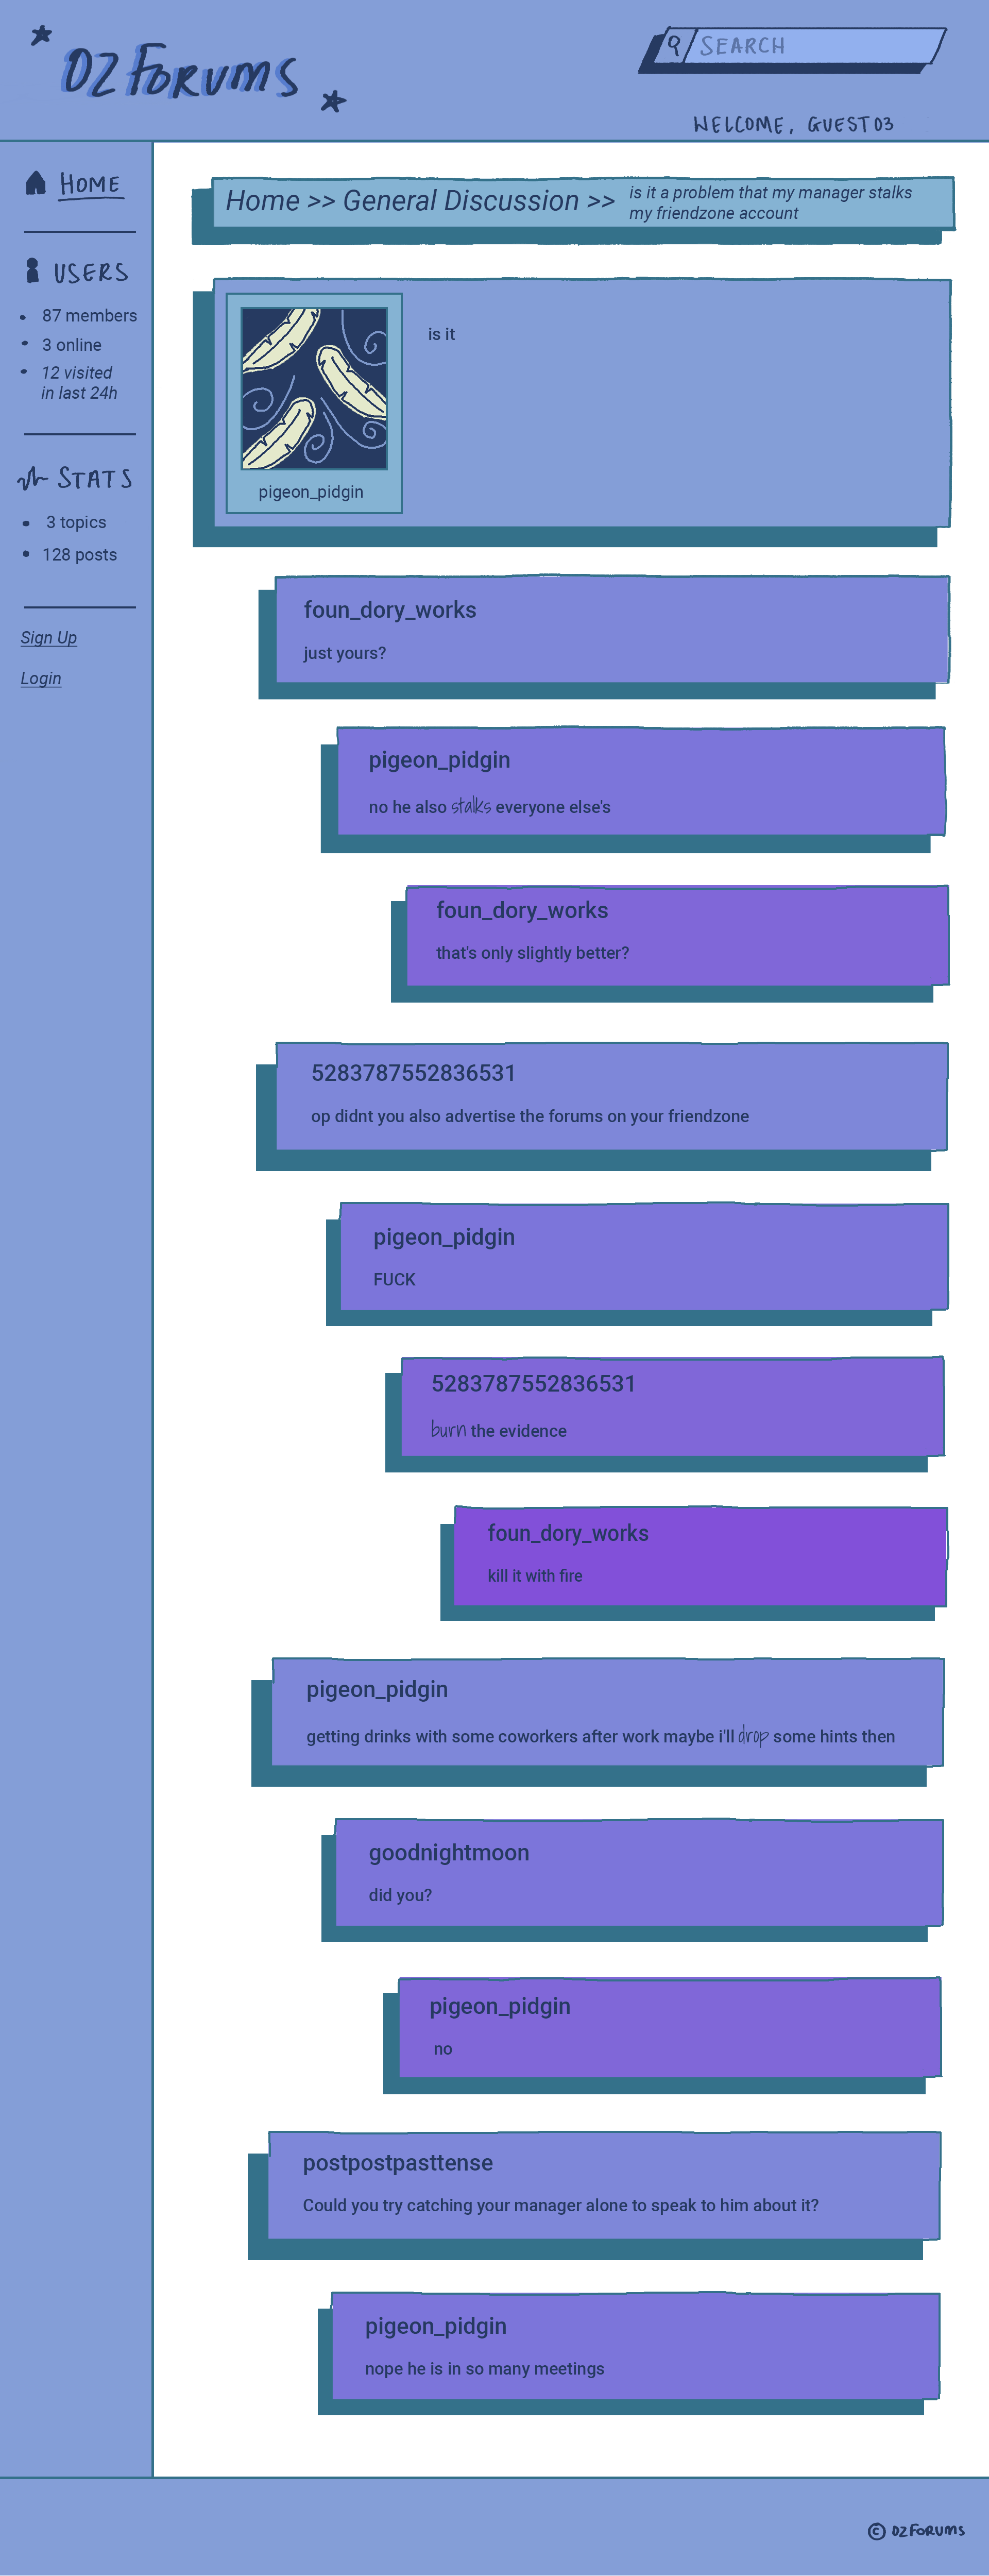 OZ FORUMS
SEARCH
WELCOME, GUEST03
HOME
USERS
87 members
3 online
12 visited
in last 24h
STATS
3 topics
128 posts
Sign Up
Login
Home >> General Discussion >> is it a problem that my manager stalks
my friendzone account
is it
pigeon_pidgin
foun_dory_works
just yours?
pigeon_pidgin
no he also stalks everyone else's
foun_dory_works
that's only slightly better?
5283787552836531
op didnt you also advertise the forums on your friendzone
pigeon_pidgin
FUCK
5283787552836531
burn the evidence
foun_dory_works
kill it with fire
pigeon_pidgin
getting drinks with some coworkers after work maybe i'll drop some hints then
goodnightmoon
did you?
pigeon_pidgin
no
postpostpasttense
Could you try catching your manager alone to speak to him about it?
pigeon_pidgin
nope he is in so many meetings
© OZFORUMS